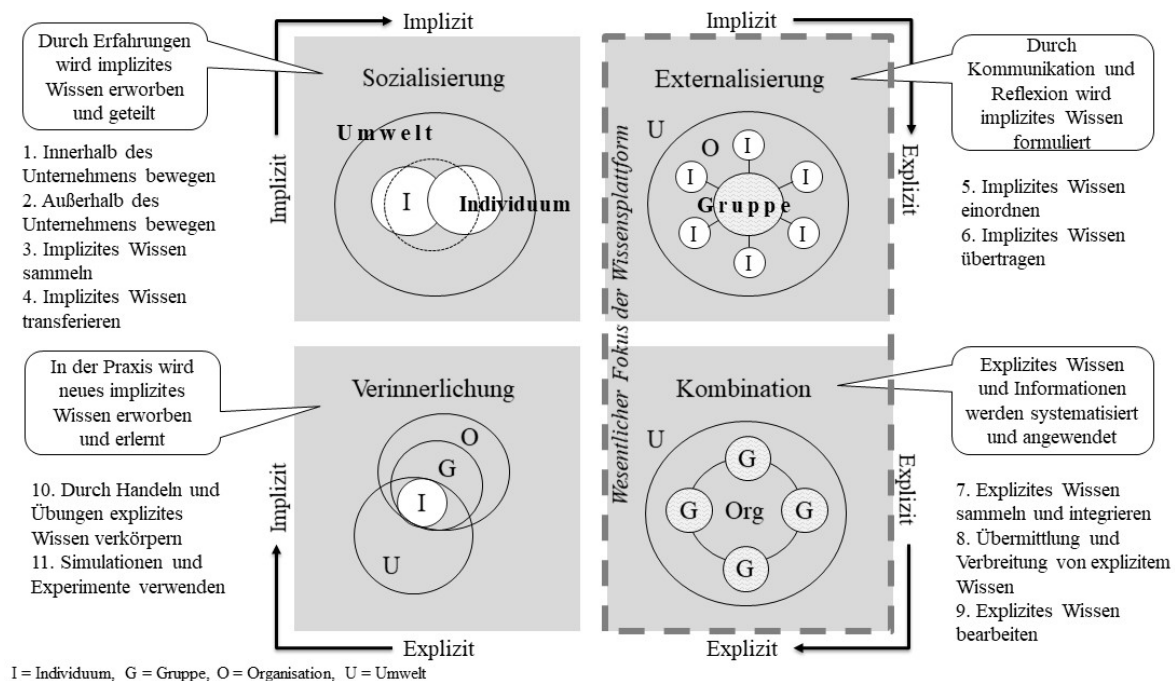 Implizit
Implizit
Durch Erfahrungen
wird implizites
Wissen erworben
und geteilt
Sozialisierung
Umwelt
I
Individuum
Implizit
1. Innerhalb des
Unternehmens bewegen
2. Außerhalb des
Unternehmens bewegen
3. Implizites Wissen
sammeln
4. Implizites Wissen
transferieren
Externalisierung
U
O
I
I
I
Gruppe
I
I
I
Explizit
Durch
Kommunikation und
Reflexion wird
implizites Wissen
formuliert
5. Implizites Wissen
einordnen
6. Implizites Wissen
übertragen
Wesentlicher Fokus der Wissensplattform
In der Praxis wird
neues implizites
Wissen erworben
und erlernt
Verinnerlichung
O
G
I
U
Implizit
10. Durch Handeln und
Übungen explizites
Wissen verkörpern
11. Simulationen und
Experimente verwenden
Explizit
Kombination
U
G
G
Org
G
G
Explizit
Explizites Wissen
und Informationen
werden systematisiert
und angewendet
7. Explizites Wissen
sammeln und integrieren
8. Übermittlung und
Verbreitung von explizitem
Wissen
9. Explizites Wissen
bearbeiten
Explizit
I = Individuum, G = Gruppe, O = Organisation, U = Umwelt